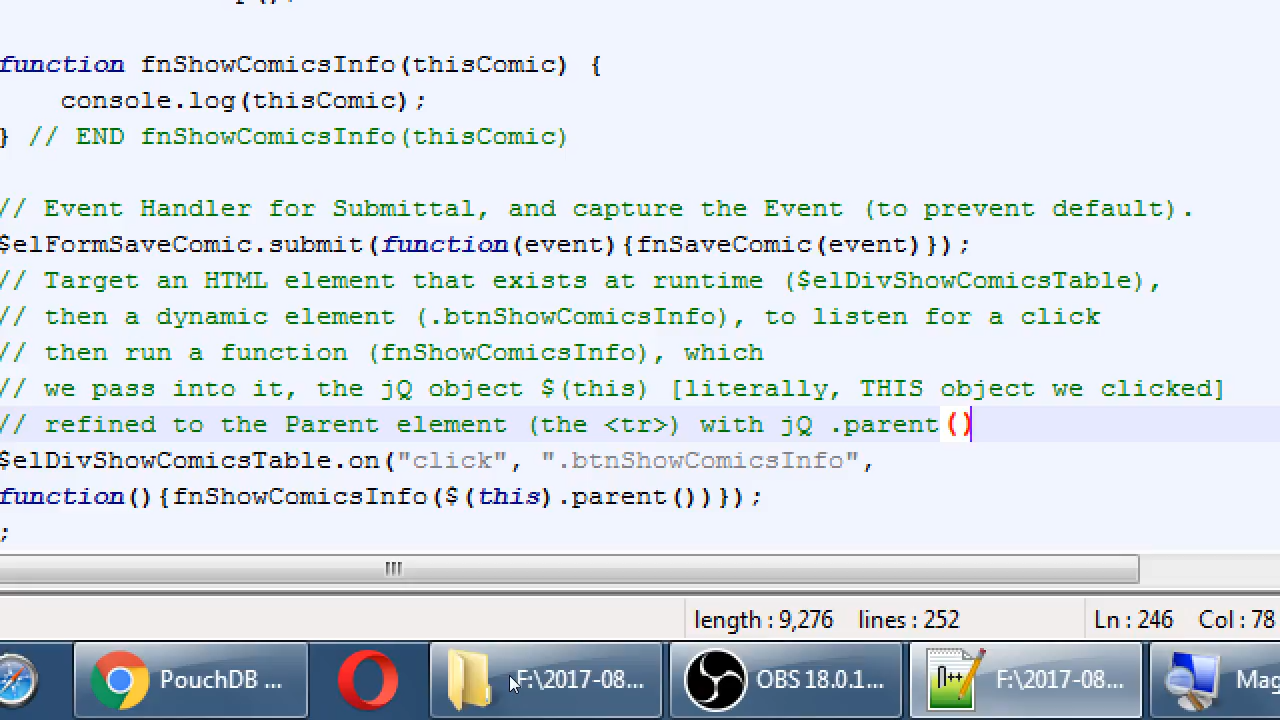 function fnShowComicsInfo(thisComic) {
console.log(thisComic);
} // END fnShowComicsInfo(thisComic)
// Event Handler for Submittal, and capture the Event (to prevent default).
$elFormSaveComic.submit(function(event){fnSaveComic(event)});
// Target an HTML element that exists at runtime ($elDivShowComicsTable),
// then a dynamic element (.btnShowComicsInfo), to listen for a click
// then run a function (fnShowComicsInfo), which
// we pass into it, the jQ object $(this) [literally, THIS object we clicked]
// refined to the Parent element (the <tr>) with jQ .parent()
$elDivShowComicsTable.on("click", ".btnShowComicsInfo",
function(){fnShowComicsInfo($(this).parent())});
;
length : 9,276 lines : 252 Ln : 246 Col : 78
PouchDB ... F:\2017-08... OBS 18.0.1... F:\2017-08... Mag